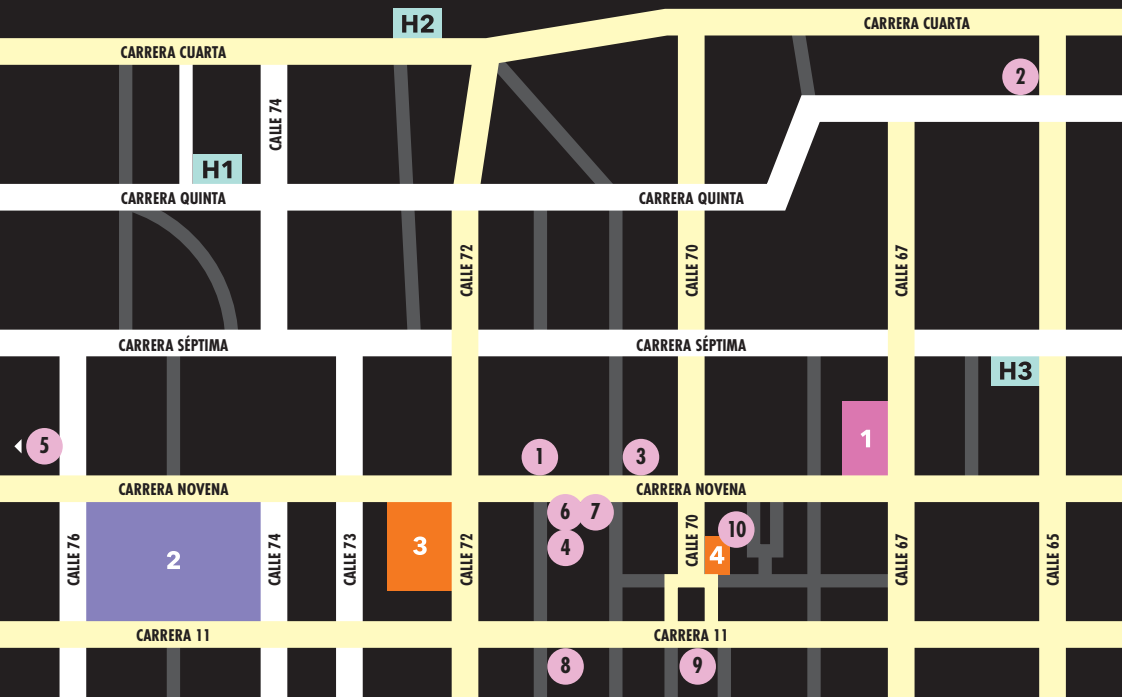 H2
CARRERA CUARTA
CARRERA CUARTA
2
CALLE 74
H1
CARRERA QUINTA
CARRERA QUINTA
CALLE 72
CALLE 70
CALLE 67
CARRERA SÉPTIMA
CARRERA SÉPTIMA
H3
5
1
3
1
CARRERA NOVENA
CARRERA NOVENA
6
7
10
4
3
4
2
CALLE 76
CALLE 74
CALLE 73
CALLE 72
CALLE 70
CALLE 67
CALLE 65
CARRERA 11
CARRERA 11
8
9